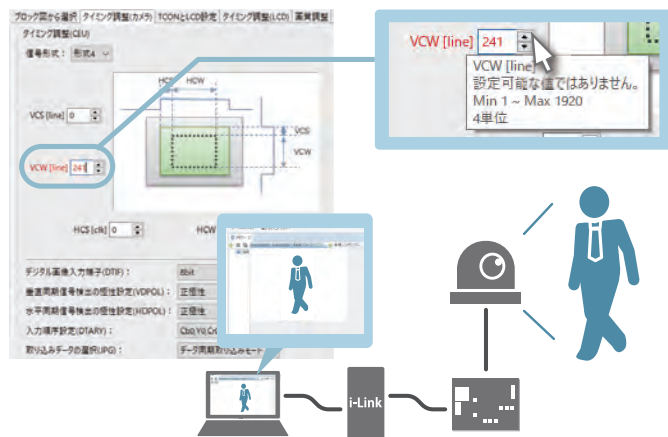 ブロック図から選択 タイミング調整(カメラ) TCONとLCD設定 タイミング調整(LCD) 画質調整
タイミング調整(CEU)
信号形式: 形式4
HCS HCW
VCS [line] 0
VCS
VCW
VCW [line] 241
HCS [clk] 0
HCW
デジタル画像入力端子(DTIF): 8bit
垂直同期信号検出の極性設定(VDPOL): 正極性
水平同期信号検出の極性設定(HDPOL): 正極性
入力順序設定(DTARY):
取り込みデータの選択(JPG): データ同期取り込みモード
VCW [line] 241
VCW [line]
設定可能な値ではありません。
Min 1 ~ Max 1920
4単位
i-Link